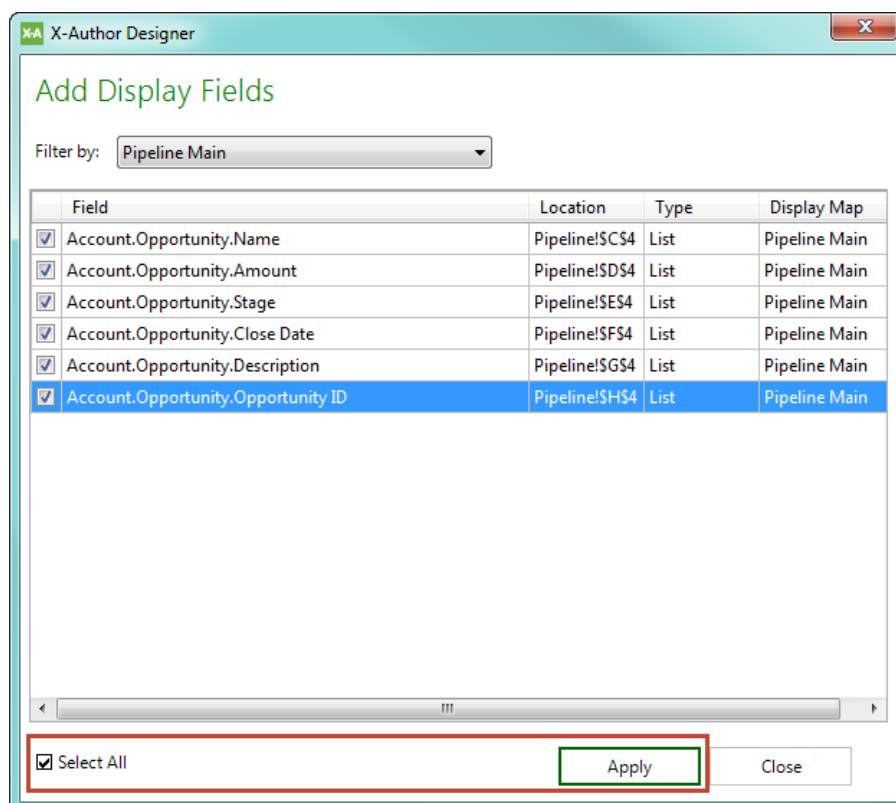 X-A X-Author Designer
X
Add Display Fields
Filter by: Pipeline Main
Field Location Type Display Map
Account.Opportunity.Name Pipeline!$C$4 List Pipeline Main
Account.Opportunity.Amount Pipeline!$D$4 List Pipeline Main
Account.Opportunity.Stage Pipeline!$E$4 List Pipeline Main
Account.Opportunity.Close Date Pipeline!$F$4 List Pipeline Main
Account.Opportunity.Description Pipeline!$G$4 List Pipeline Main
Account.Opportunity.Opportunity ID Pipeline!$H$4 List Pipeline Main
Select All Apply Close